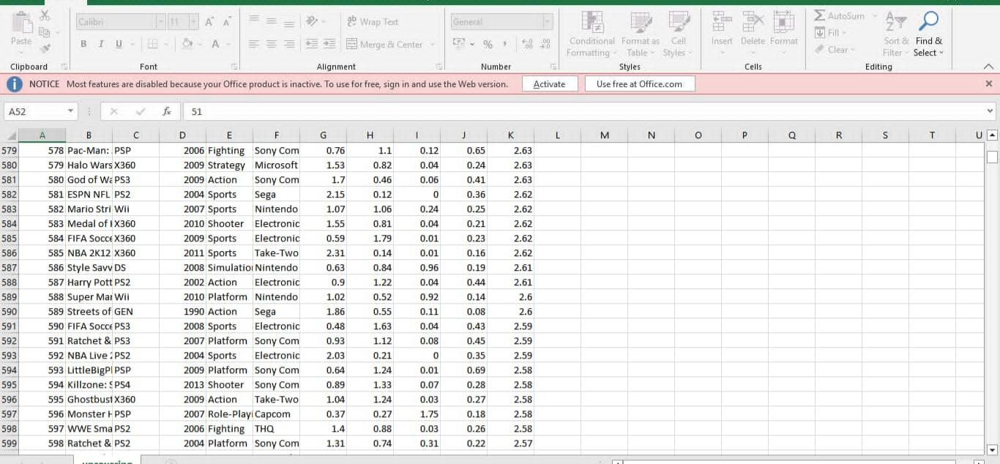 Calibri 11 A A ab Wrap Text General Σ AutoSum A Z
Paste Fill
B I U A Merge & Center % , Conditional Format as Cell Insert Delete Format Sort & Find &
Formatting Table Styles Clear Filter Select
Clipboard Font Alignment Number Styles Cells Editing
i NOTICE Most features are disabled because your Office product is inactive. To use for free, sign in and use the Web version. Activate Use free at Office.com
A52 fx 51
A B C D E F G H I J K L M N O P Q R S T U
579 578 Pac-Man: PSP 2006 Fighting Sony Com 0.76 1.1 0.12 0.65 2.63
580 579 Halo Wars X360 2009 Strategy Microsoft 1.53 0.82 0.04 0.24 2.63
581 580 God of Wa PS3 2009 Action Sony Com 1.7 0.46 0.06 0.41 2.63
582 581 ESPN NFL PS2 2004 Sports Sega 2.15 0.12 0 0.36 2.62
583 582 Mario Stri Wii 2007 Sports Nintendo 1.07 1.06 0.24 0.25 2.62
584 583 Medal of X360 2010 Shooter Electronic 1.55 0.81 0.04 0.21 2.62
585 584 FIFA Socce X360 2009 Sports Electronic 0.59 1.79 0.01 0.23 2.62
586 585 NBA 2K12 X360 2011 Sports Take-Two 2.31 0.14 0.01 0.16 2.62
587 586 Style Savv DS 2008 Simulatio Nintendo 0.63 0.84 0.96 0.19 2.61
588 587 Harry Pott PS2 2002 Action Electronic 0.9 1.22 0.04 0.44 2.61
589 588 Super Mar Wii 2010 Platform Nintendo 1.02 0.52 0.92 0.14 2.6
590 589 Streets of GEN 1990 Action Sega 1.86 0.55 0.11 0.08 2.6
591 590 FIFA Socce PS3 2008 Sports Electronic 0.48 1.63 0.04 0.43 2.59
592 591 Ratchet & PS3 2007 Platform Sony Com 0.93 1.12 0.08 0.45 2.59
593 592 NBA Live PS2 2004 Sports Electronic 2.03 0.21 0 0.35 2.59
594 593 LittleBigPl PSP 2009 Platform Sony Com 0.64 1.24 0.01 0.69 2.58
595 594 Killzone: S PS4 2013 Shooter Sony Com 0.89 1.33 0.07 0.28 2.58
596 595 Ghostbust X360 2009 Action Take-Two 1.04 1.24 0.03 0.27 2.58
597 596 Monster H PSP 2007 Role-Playi Capcom 0.37 0.27 1.75 0.18 2.58
598 597 WWE Sma PS2 2006 Fighting THQ 1.4 0.88 0.03 0.26 2.58
599 598 Ratchet & PS2 2004 Platform Sony Com 1.31 0.74 0.31 0.22 2.57